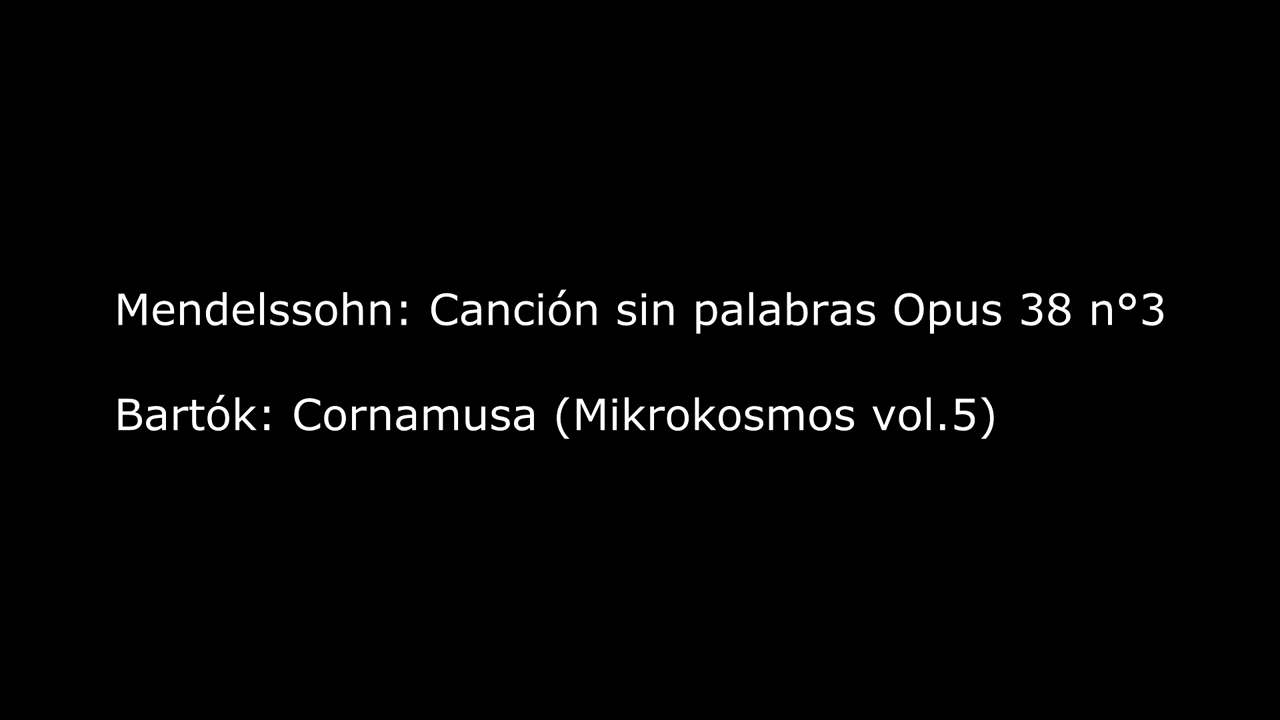 Mendelssohn: Canción sin palabras Opus 38 n°3
Bartók: Cornamusa (Mikrokosmos vol.5)